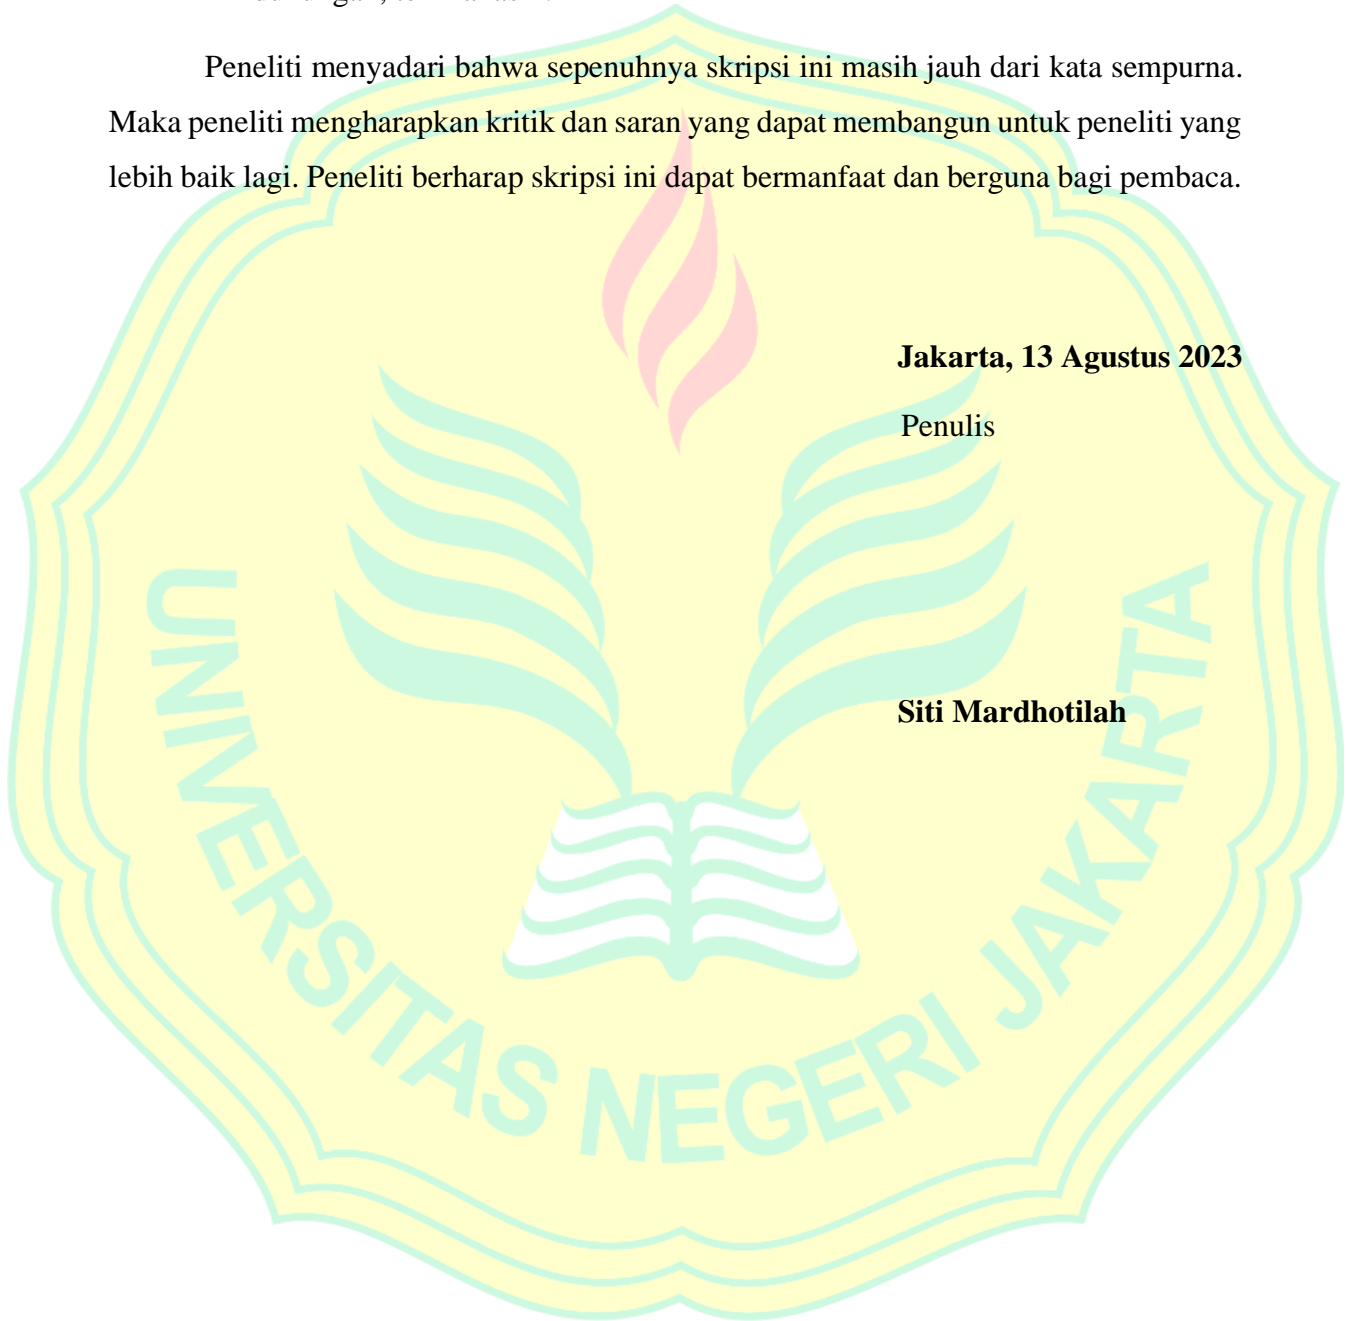 Peneliti menyadari bahwa sepenuhnya skripsi ini masih jauh dari kata sempurna.
Maka peneliti mengharapkan kritik dan saran yang dapat membangun untuk peneliti yang
lebih baik lagi. Peneliti berharap skripsi ini dapat bermanfaat dan berguna bagi pembaca.
Jakarta, 13 Agustus 2023
Penulis
Siti Mardhotilah
UNIVERSITAS NEGERI JAKARTA